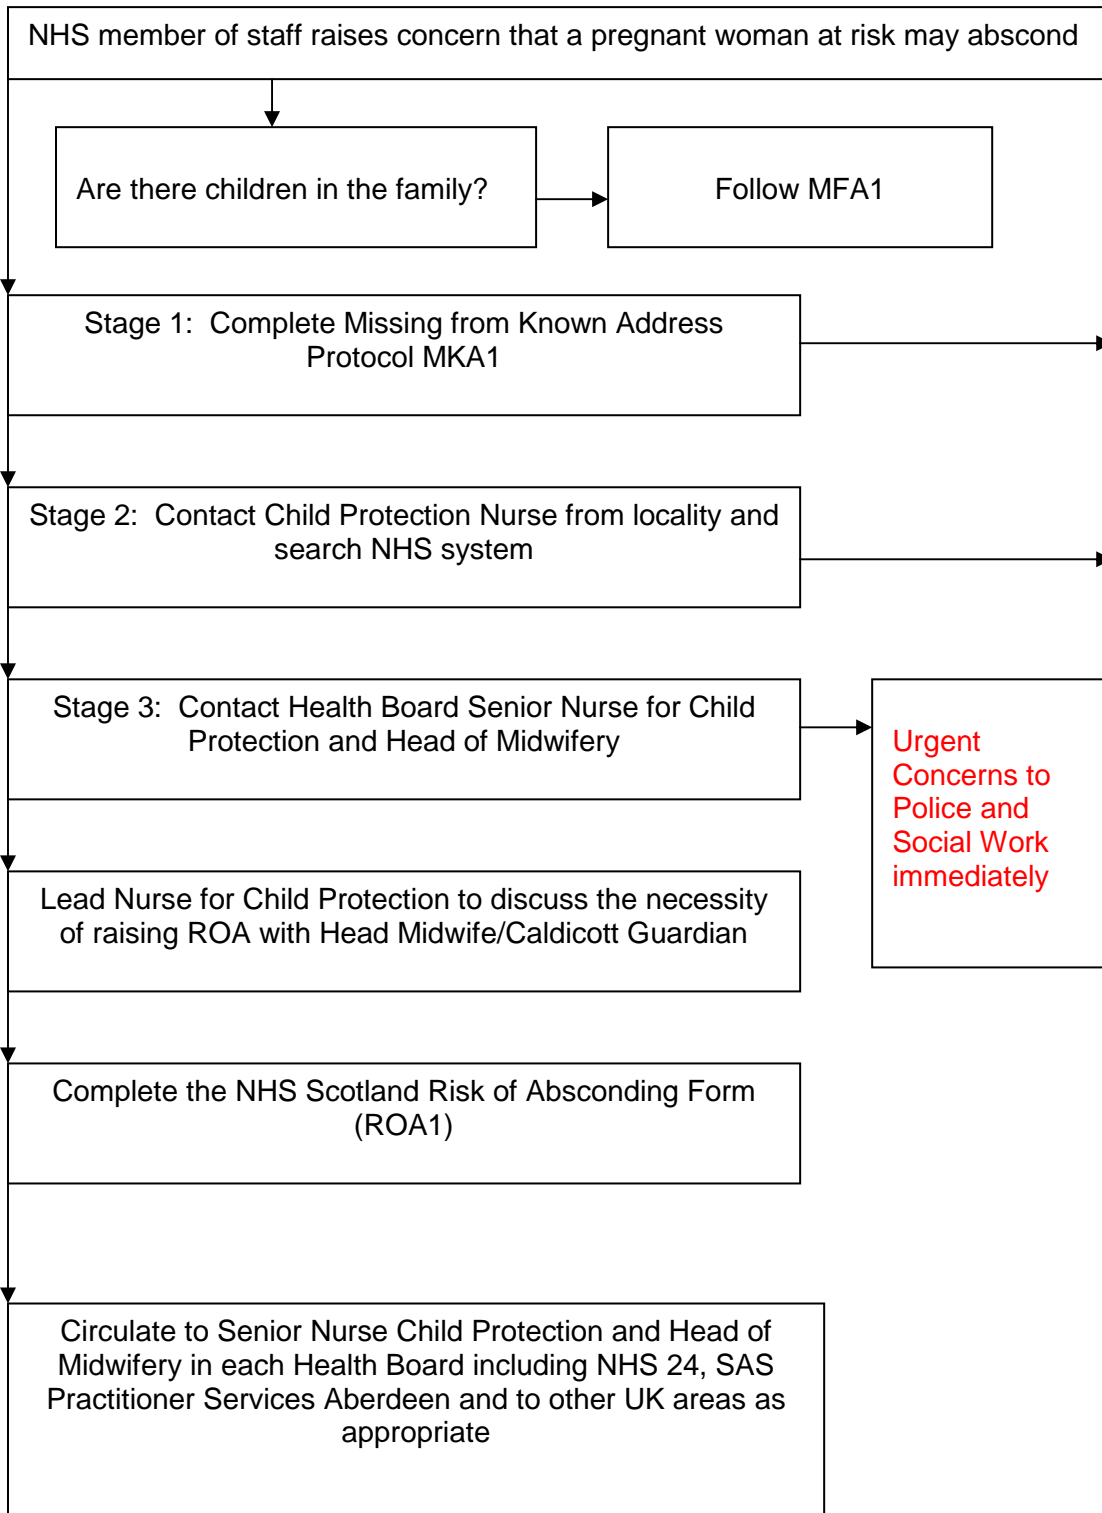 NHS member of staff raises concern that a pregnant woman at risk may abscond
Are there children in the family?
Follow MFA1
Stage 1:  Complete Missing from Known Address
Protocol MKA1
Stage 2:  Contact Child Protection Nurse from locality and
search NHS system
Stage 3:  Contact Health Board Senior Nurse for Child
Protection and Head of Midwifery
Urgent
Concerns to
Police and
Social Work
immediately
Lead Nurse for Child Protection to discuss the necessity
of raising ROA with Head Midwife/Caldicott Guardian
Complete the NHS Scotland Risk of Absconding Form
(ROA1)
Circulate to Senior Nurse Child Protection and Head of
Midwifery in each Health Board including NHS 24, SAS
Practitioner Services Aberdeen and to other UK areas as
appropriate